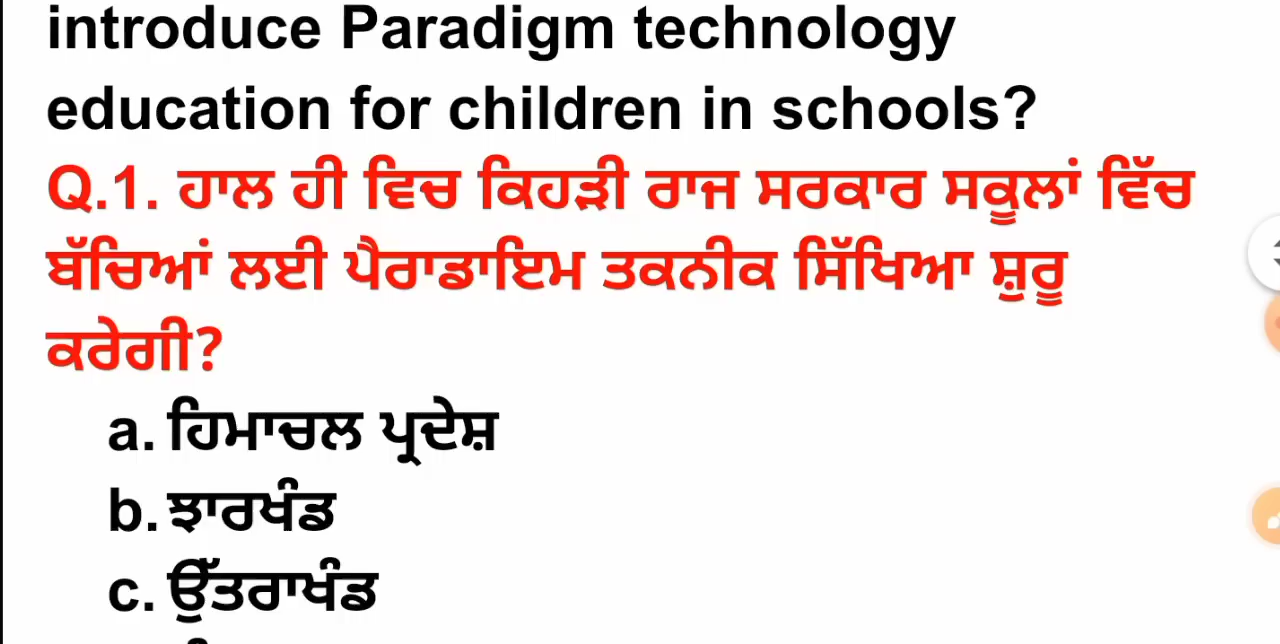 introduce Paradigm technology
education for children in schools?
Q.1. ਹਾਲ ਹੀ ਵਿਚ ਕਿਹੜੀ ਰਾਜ ਸਰਕਾਰ ਸਕੂਲਾਂ ਵਿੱਚ
ਬੱਚਿਆਂ ਲਈ ਪੈਰਾਡਾਇਮ ਤਕਨੀਕ ਸਿੱਖਿਆ ਸ਼ੁਰੂ
ਕਰੇਗੀ?
a. ਹਿਮਾਚਲ ਪ੍ਰਦੇਸ਼
b. ਝਾਰਖੰਡ
c. ਉੱਤਰਾਖੰਡ